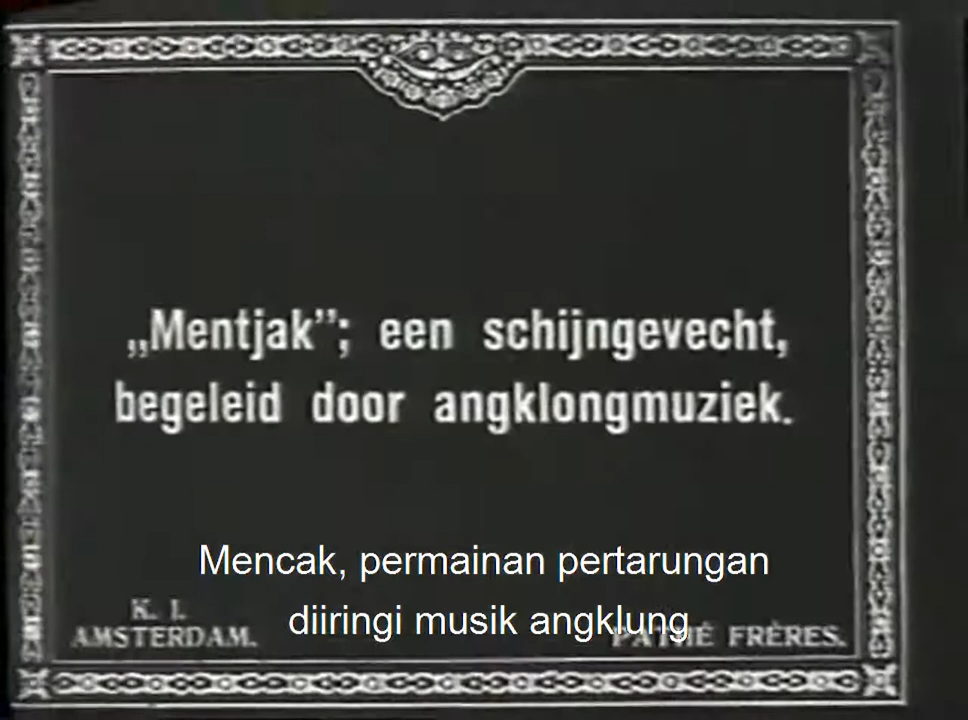 „Mentjak”; een schijngevecht,
begeleid door angklongmuziek.
Mencak, permainan pertarungan
diiringi musik angklung
K. I.
AMSTERDAM.
PATHÉ FRÈRES.